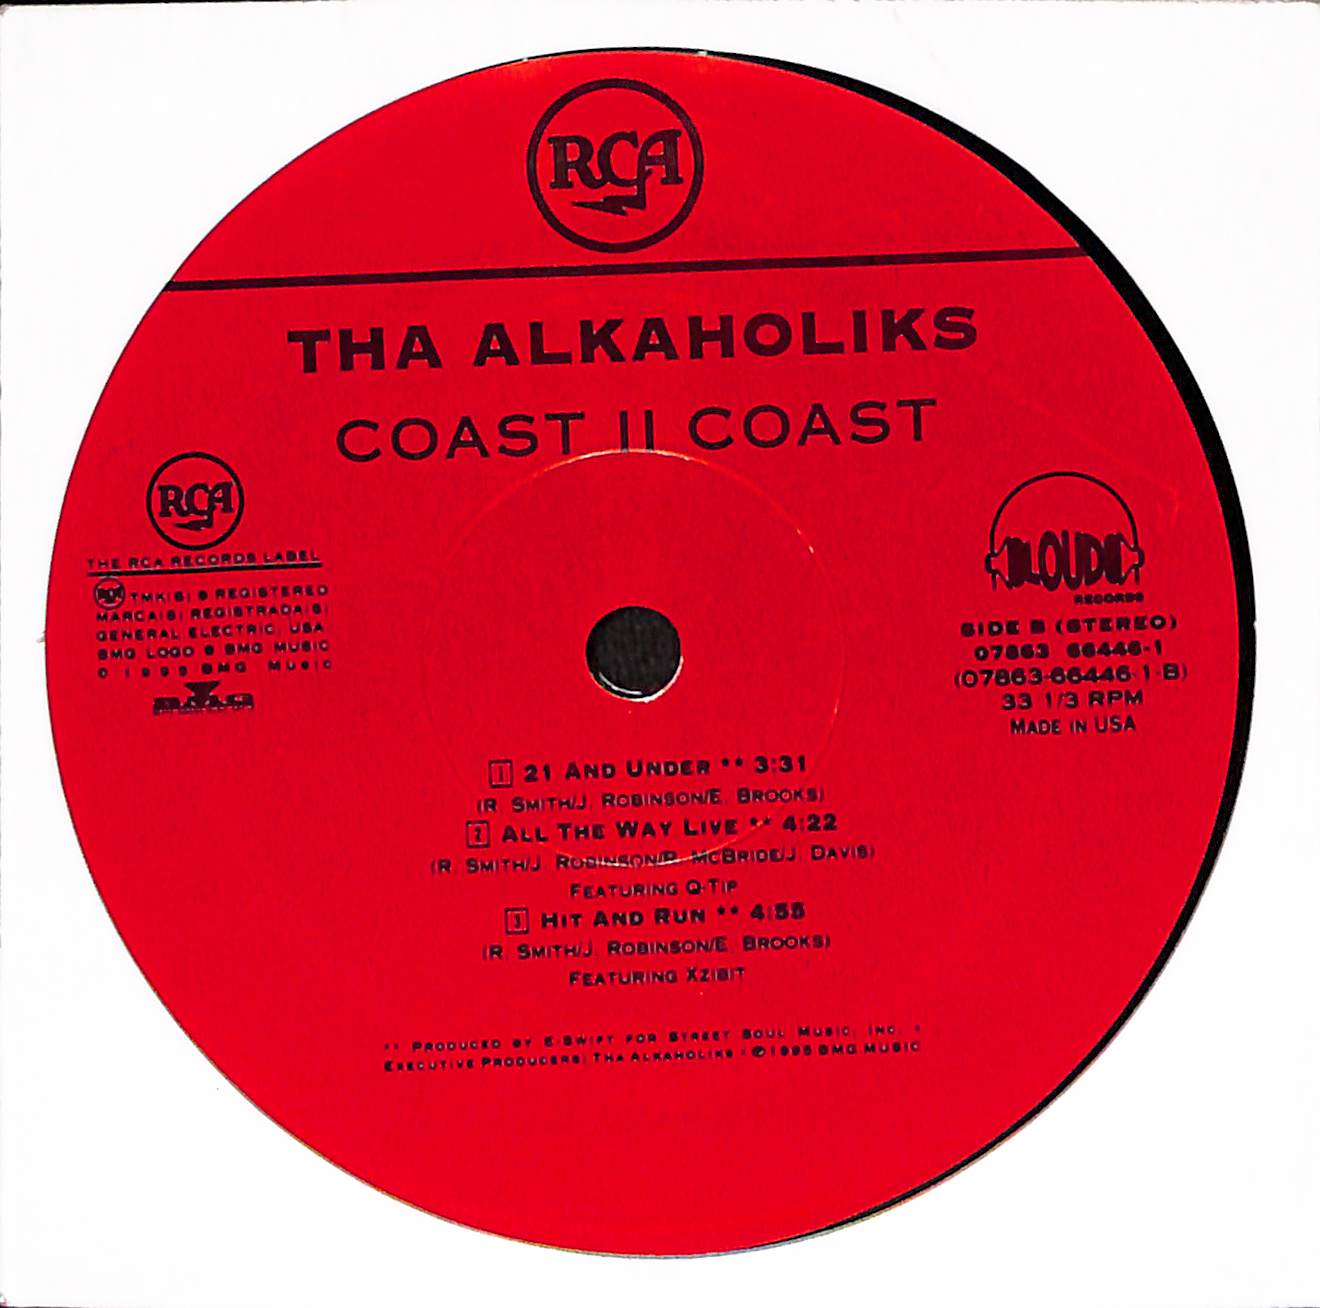 RCA
THA ALKAHOLIKS
COAST II COAST
RCA
THE RCA RECORDS LABEL
TMK(S) ® REGISTERED
MARCA(S) REGISTRADA(S)
GENERAL ELECTRIC, USA
BMG LOGO ® BMG MUSIC
© 1995 BMG MUSIC
BMG
LOUD
RECORDS
SIDE B (STEREO)
07863 66446-1
(07863-66446-1-B)
33 1/3 RPM
MADE IN USA
1 21 AND UNDER ** 3:31
(R. SMITH/J. ROBINSON/E. BROOKS)
2 ALL THE WAY LIVE ** 4:22
(R. SMITH/J. ROBINSON/R. MCBRIDE/J. DAVIS)
FEATURING Q-TIP
3 HIT AND RUN ** 4:55
(R. SMITH/J. ROBINSON/E. BROOKS)
FEATURING XZIBIT
** PRODUCED BY E-SWIFT FOR STREET SOUL MUSIC, INC. *
EXECUTIVE PRODUCERS: THA ALKAHOLIKS • ℗ 1995 BMG MUSIC